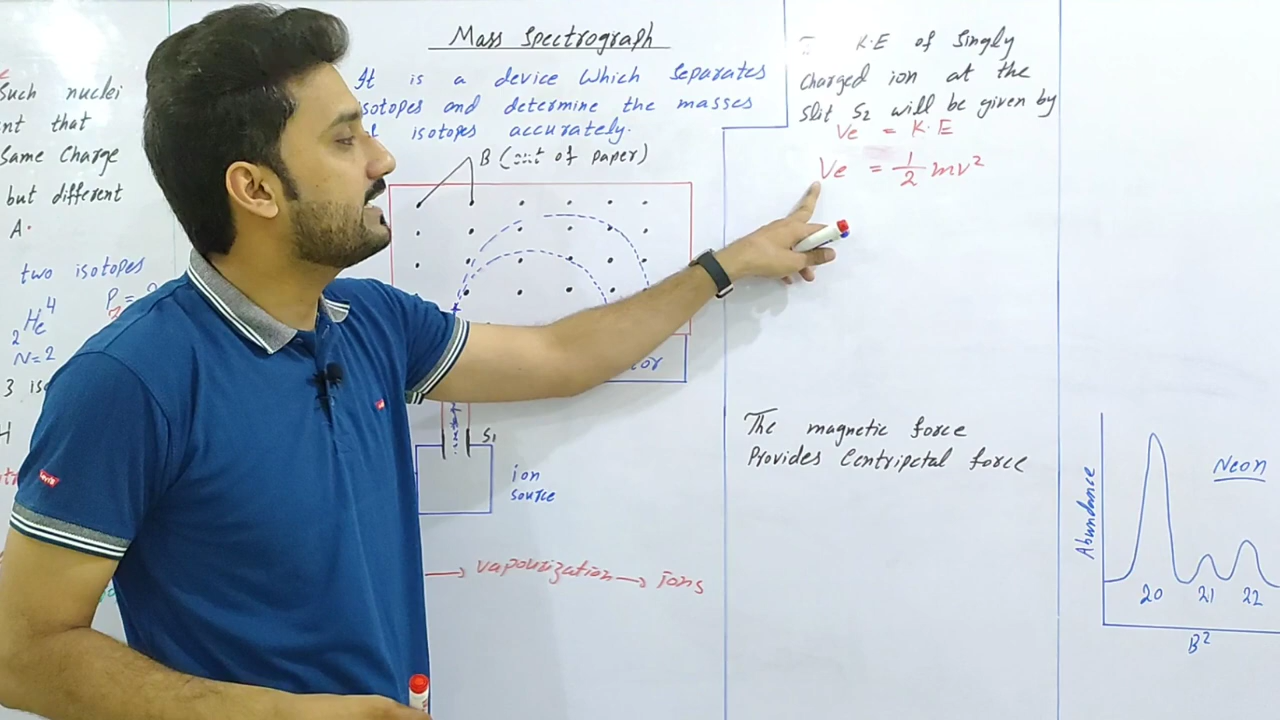 Such nuclei
that
Same Charge
but different
A.
two isotopes
2He4
N=2
Mass Spectrograph
It is a device which separates
isotopes and determine the masses
isotopes accurately.
B (out of paper)
S1
ion
source
→ vapourization → ions
K.E of Singly
Charged ion at the
Slit S2 will be given by
Ve = K.E
Ve = 1/2 mv²
The magnetic force
Provides Centripetal force
Abundance
Neon
20 21 22
B²
Levi's